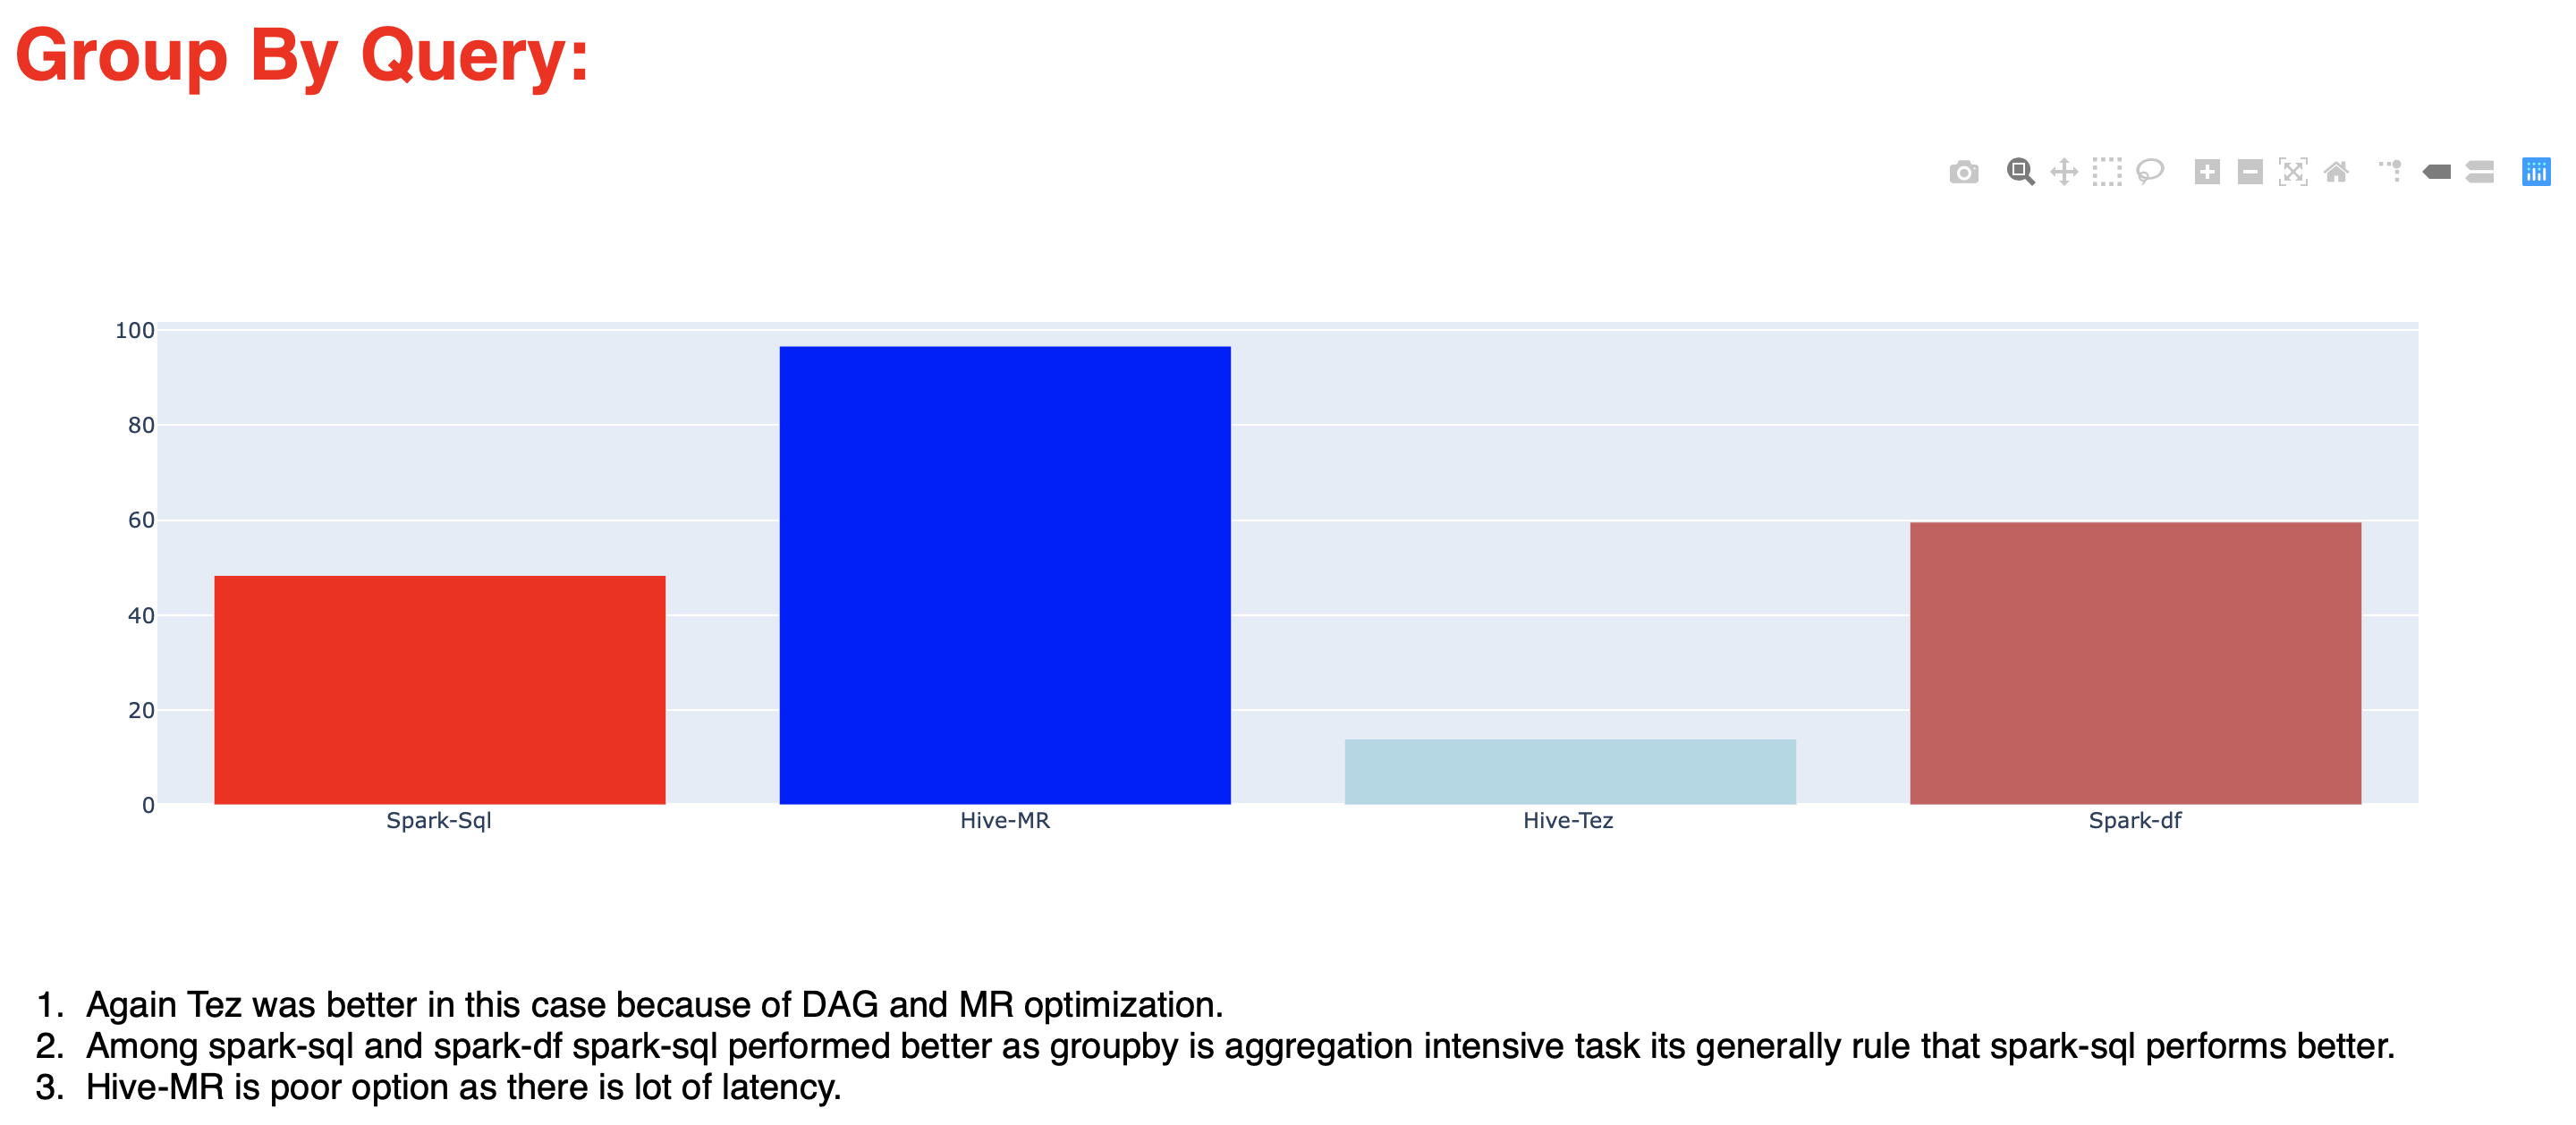 Group By Query:
100
80
60
40
20
0
Spark-Sql
Hive-MR
Hive-Tez
Spark-df
1. Again Tez was better in this case because of DAG and MR optimization.
2. Among spark-sql and spark-df spark-sql performed better as groupby is aggregation intensive task its generally rule that spark-sql performs better.
3. Hive-MR is poor option as there is lot of latency.